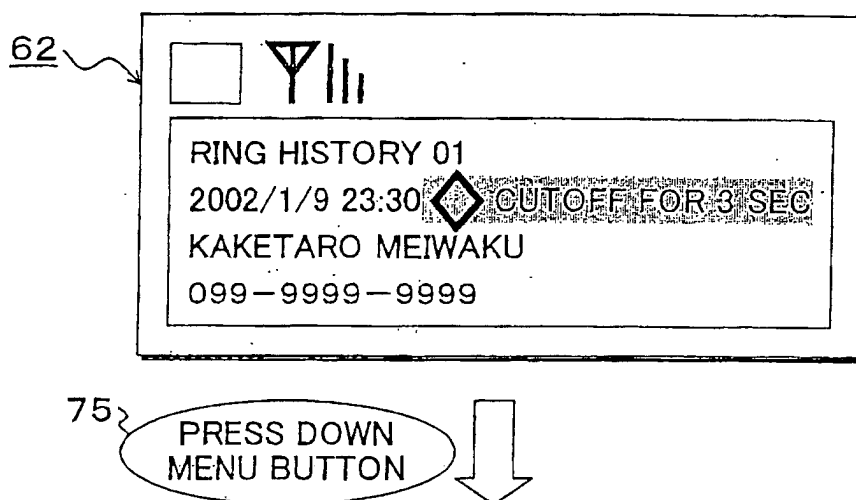 62
RING HISTORY 01
2002/1/9 23:30 CUTOFF FOR 3 SEC
KAKETARO MEIWAKU
099-9999-9999
75
PRESS DOWN
MENU BUTTON